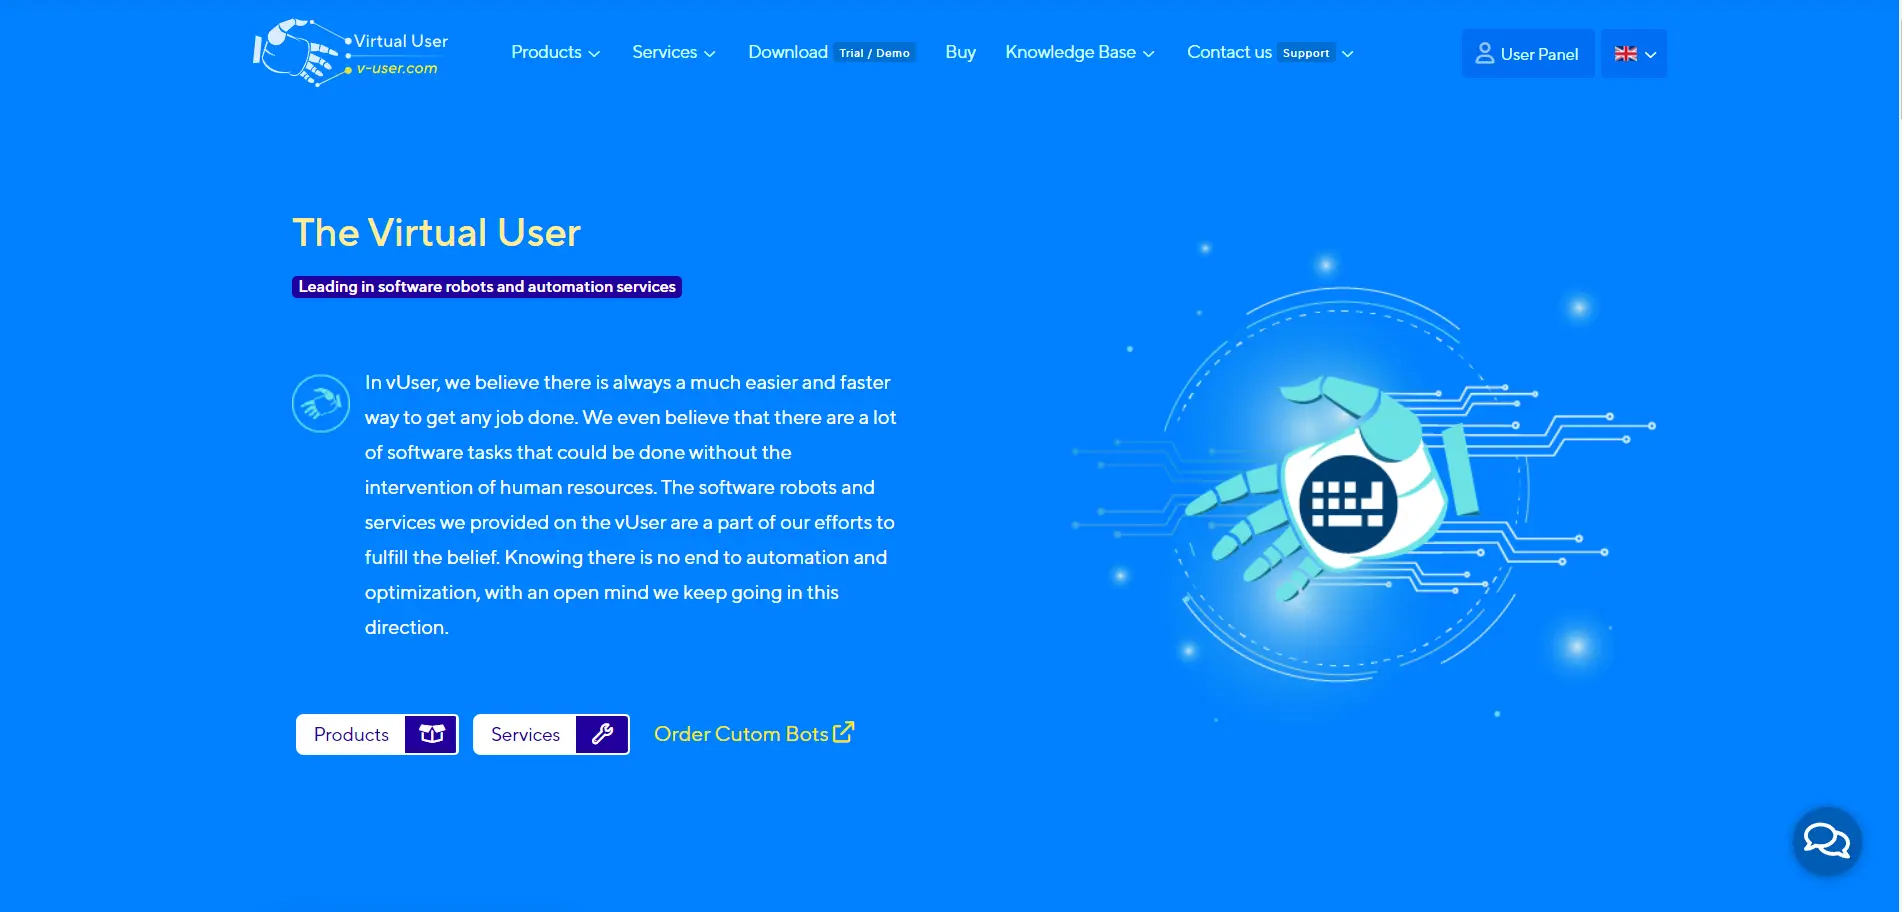 Virtual User
v-user.com
Products
Services
Download Trial / Demo
Buy
Knowledge Base
Contact us Support
User Panel
The Virtual User
Leading in software robots and automation services
In vUser, we believe there is always a much easier and faster
way to get any job done. We even believe that there are a lot
of software tasks that could be done without the
intervention of human resources. The software robots and
services we provided on the vUser are a part of our efforts to
fulfill the belief. Knowing there is no end to automation and
optimization, with an open mind we keep going in this
direction.
Products
Services
Order Cutom Bots